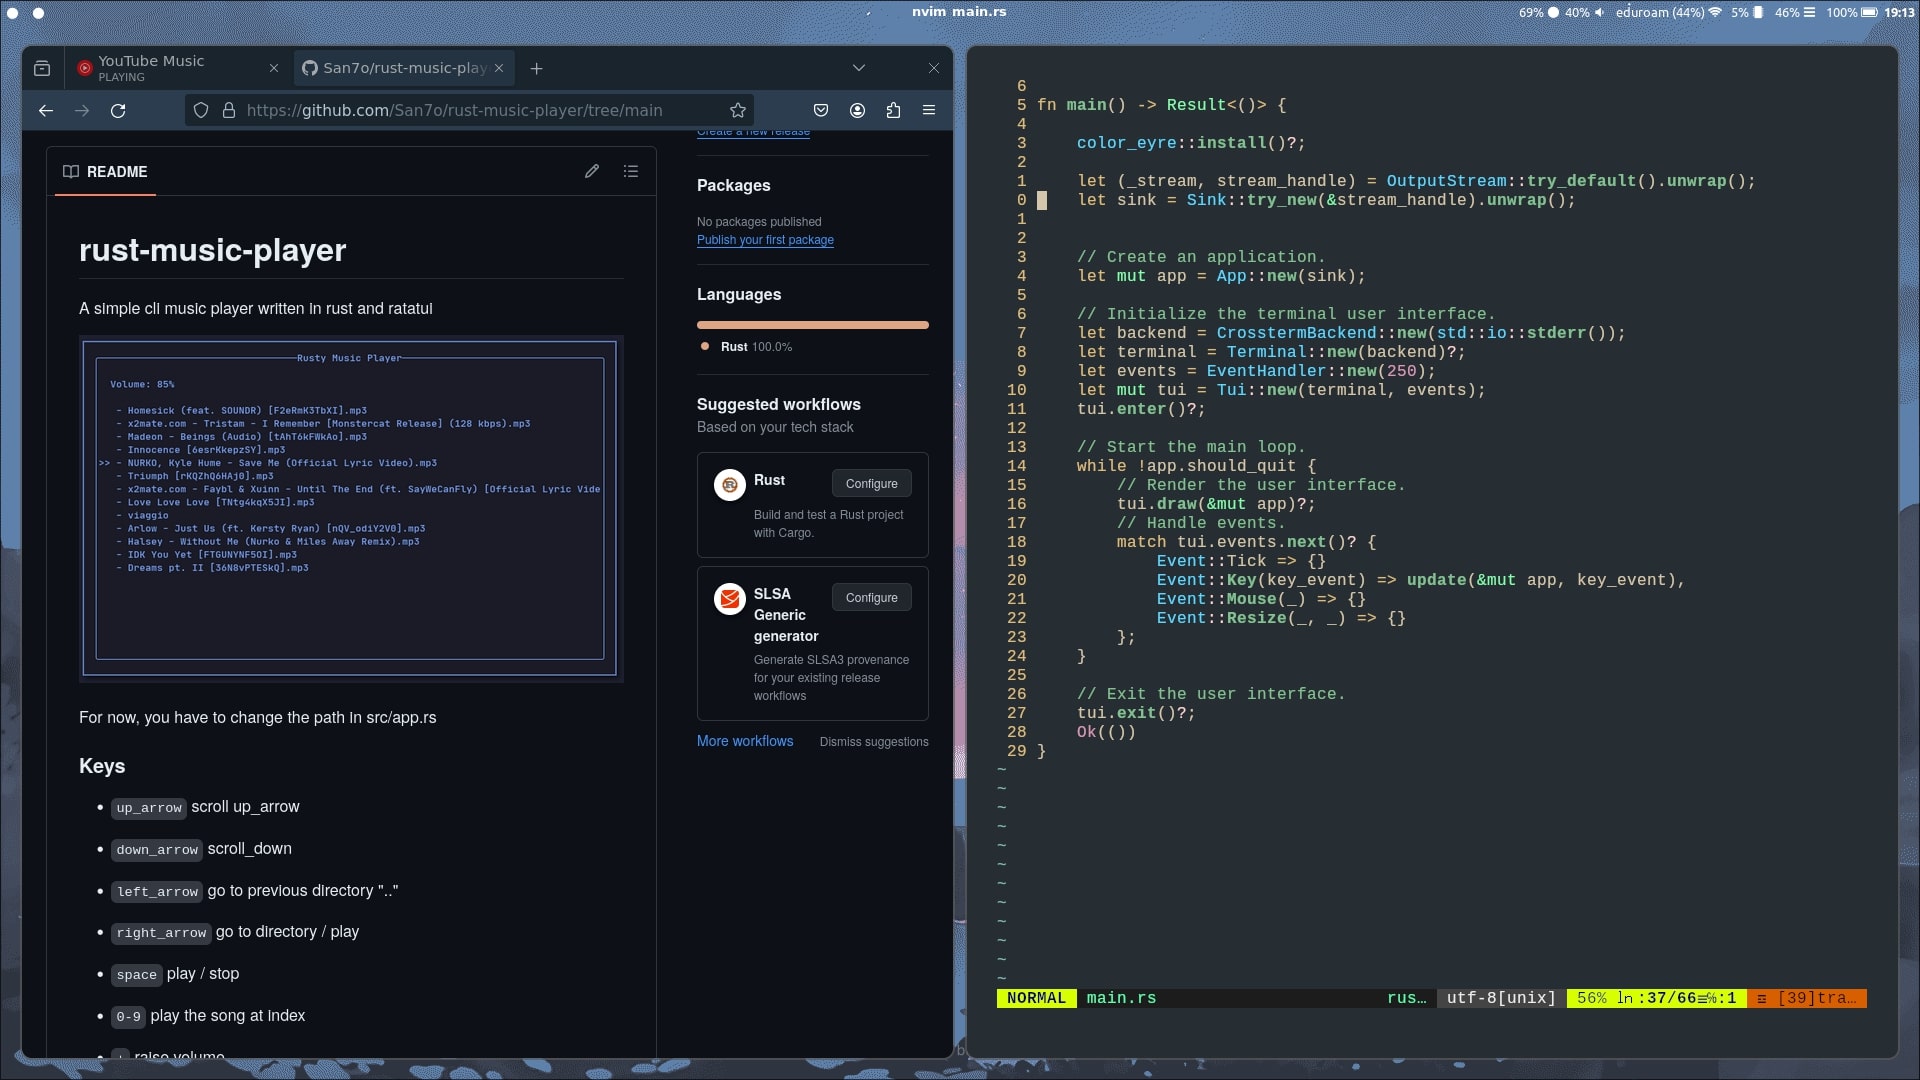 nvim main.rs
69% 40% eduroam (44%) 5% 46% 100% 19:13
YouTube Music
PLAYING
San7o/rust-music-play
https://github.com/San7o/rust-music-player/tree/main
README
rust-music-player
A simple cli music player written in rust and ratatui
Rusty Music Player
Volume: 85%
- Homesick (feat. SOUNDR) [F2eRmK3TbXI].mp3
- x2mate.com - Tristam - I Remember [Monstercat Release] (128 kbps).mp3
- Madeon - Beings (Audio) [tAhT6kFWkAo].mp3
- Innocence [6esrKkepzSY].mp3
>> - NURKO, Kyle Hume - Save Me (Official Lyric Video).mp3
- Triumph [rKQZhQ6HAj0].mp3
- x2mate.com - Faybl & Xuinn - Until The End (ft. SayWeCanFly) [Official Lyric Vide
- Love Love Love [TNtg4kqX5JI].mp3
- viaggio
- Arlow - Just Us (ft. Kersty Ryan) [nQV_odiY2V0].mp3
- Halsey - Without Me (Nurko & Miles Away Remix).mp3
- IDK You Yet [FTGUNYNF5OI].mp3
- Dreams pt. II [36N8vPTESkQ].mp3
For now, you have to change the path in src/app.rs
Keys
• up_arrow scroll up_arrow
• down_arrow scroll_down
• left_arrow go to previous directory ".."
• right_arrow go to directory / play
• space play / stop
• 0-9 play the song at index
• + raise volume
Create a new release
Packages
No packages published
Publish your first package
Languages
Rust 100.0%
Suggested workflows
Based on your tech stack
Rust
Configure
Build and test a Rust project
with Cargo.
SLSA
Generic
generator
Configure
Generate SLSA3 provenance
for your existing release
workflows
More workflows Dismiss suggestions
6
5 fn main() -> Result<()> {
4
3     color_eyre::install()?;
2
1     let (_stream, stream_handle) = OutputStream::try_default().unwrap();
0     let sink = Sink::try_new(&stream_handle).unwrap();
1
2
3     // Create an application.
4     let mut app = App::new(sink);
5
6     // Initialize the terminal user interface.
7     let backend = CrosstermBackend::new(std::io::stderr());
8     let terminal = Terminal::new(backend)?;
9     let events = EventHandler::new(250);
10     let mut tui = Tui::new(terminal, events);
11     tui.enter()?;
12
13     // Start the main loop.
14     while !app.should_quit {
15         // Render the user interface.
16         tui.draw(&mut app)?;
17         // Handle events.
18         match tui.events.next()? {
19             Event::Tick => {}
20             Event::Key(key_event) => update(&mut app, key_event),
21             Event::Mouse(_) => {}
22             Event::Resize(_, _) => {}
23         };
24     }
25
26     // Exit the user interface.
27     tui.exit()?;
28     Ok(())
29 }
~
~
~
~
~
~
~
~
~
~
~
~
NORMAL main.rs rus… utf-8[unix] 56% ln :37/66≡%:1 ☲ [39]tra…